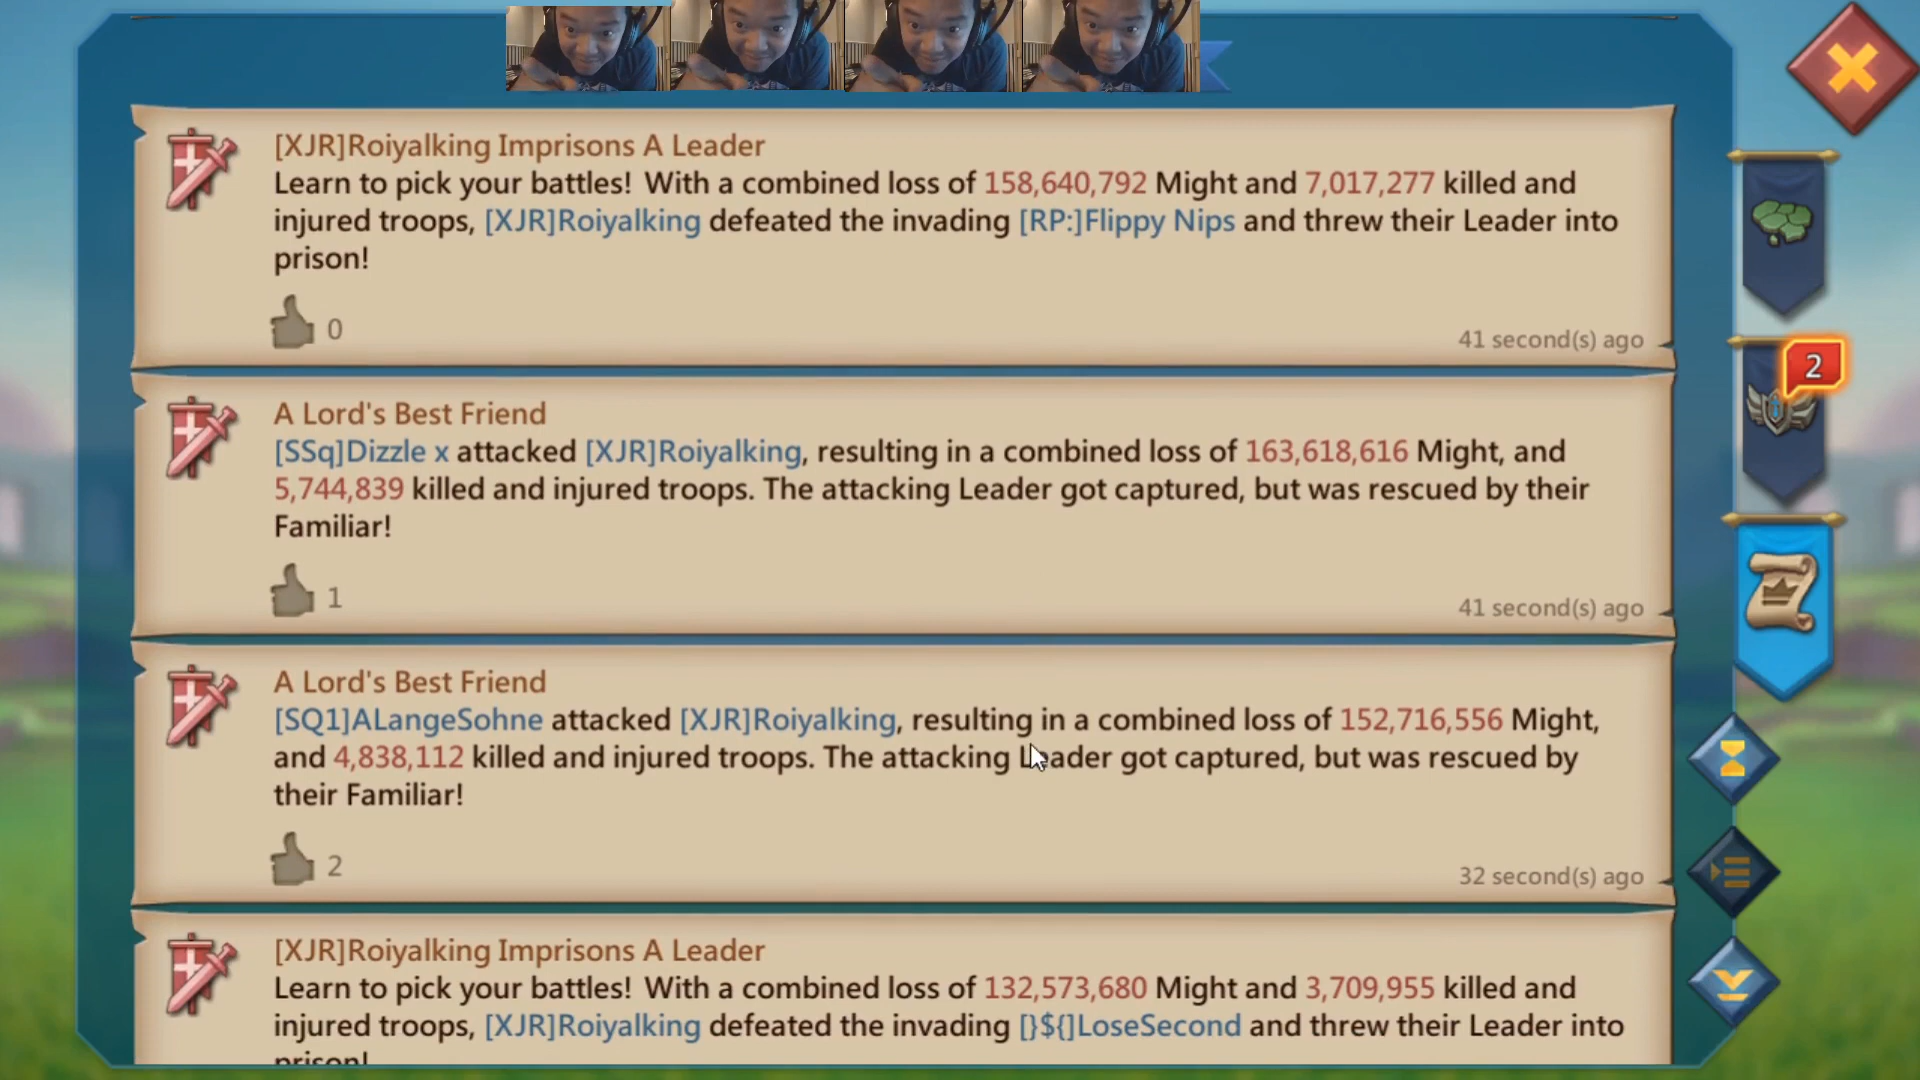 [XJR]Roiyalking Imprisons A Leader
Learn to pick your battles! With a combined loss of 158,640,792 Might and 7,017,277 killed and
injured troops, [XJR]Roiyalking defeated the invading [RP:]Flippy Nips and threw their Leader into
prison!
0
41 second(s) ago
2
A Lord's Best Friend
[SSq]Dizzle x attacked [XJR]Roiyalking, resulting in a combined loss of 163,618,616 Might, and
5,744,839 killed and injured troops. The attacking Leader got captured, but was rescued by their
Familiar!
1
41 second(s) ago
A Lord's Best Friend
[SQ1]ALangeSohne attacked [XJR]Roiyalking, resulting in a combined loss of 152,716,556 Might,
and 4,838,112 killed and injured troops. The attacking Leader got captured, but was rescued by
their Familiar!
2
32 second(s) ago
[XJR]Roiyalking Imprisons A Leader
Learn to pick your battles! With a combined loss of 132,573,680 Might and 3,709,955 killed and
injured troops, [XJR]Roiyalking defeated the invading [}${]LoseSecond and threw their Leader into
prison!